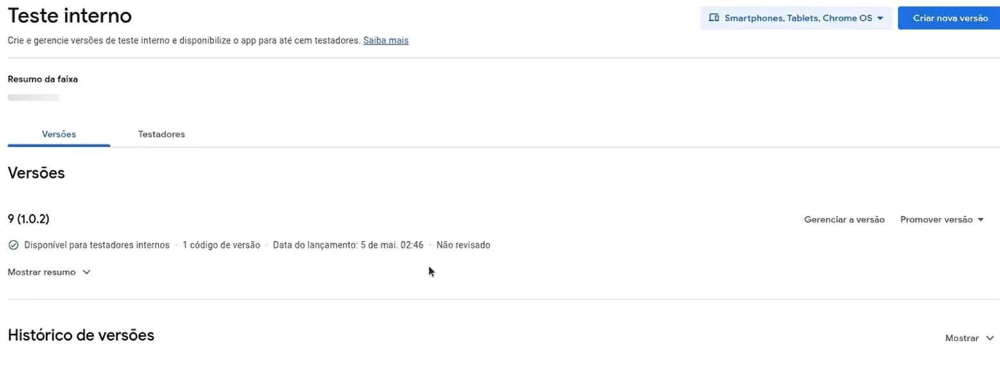 Teste interno
Smartphones, Tablets, Chrome OS
Criar nova versão
Crie e gerencie versões de teste interno e disponibilize o app para até cem testadores. Saiba mais
Resumo da faixa
Versões
Testadores
Versões
9 (1.0.2)
Gerenciar a versão
Promover versão
Disponível para testadores internos · 1 código de versão · Data do lançamento: 5 de mai. 02:46 · Não revisado
Mostrar resumo
Histórico de versões
Mostrar